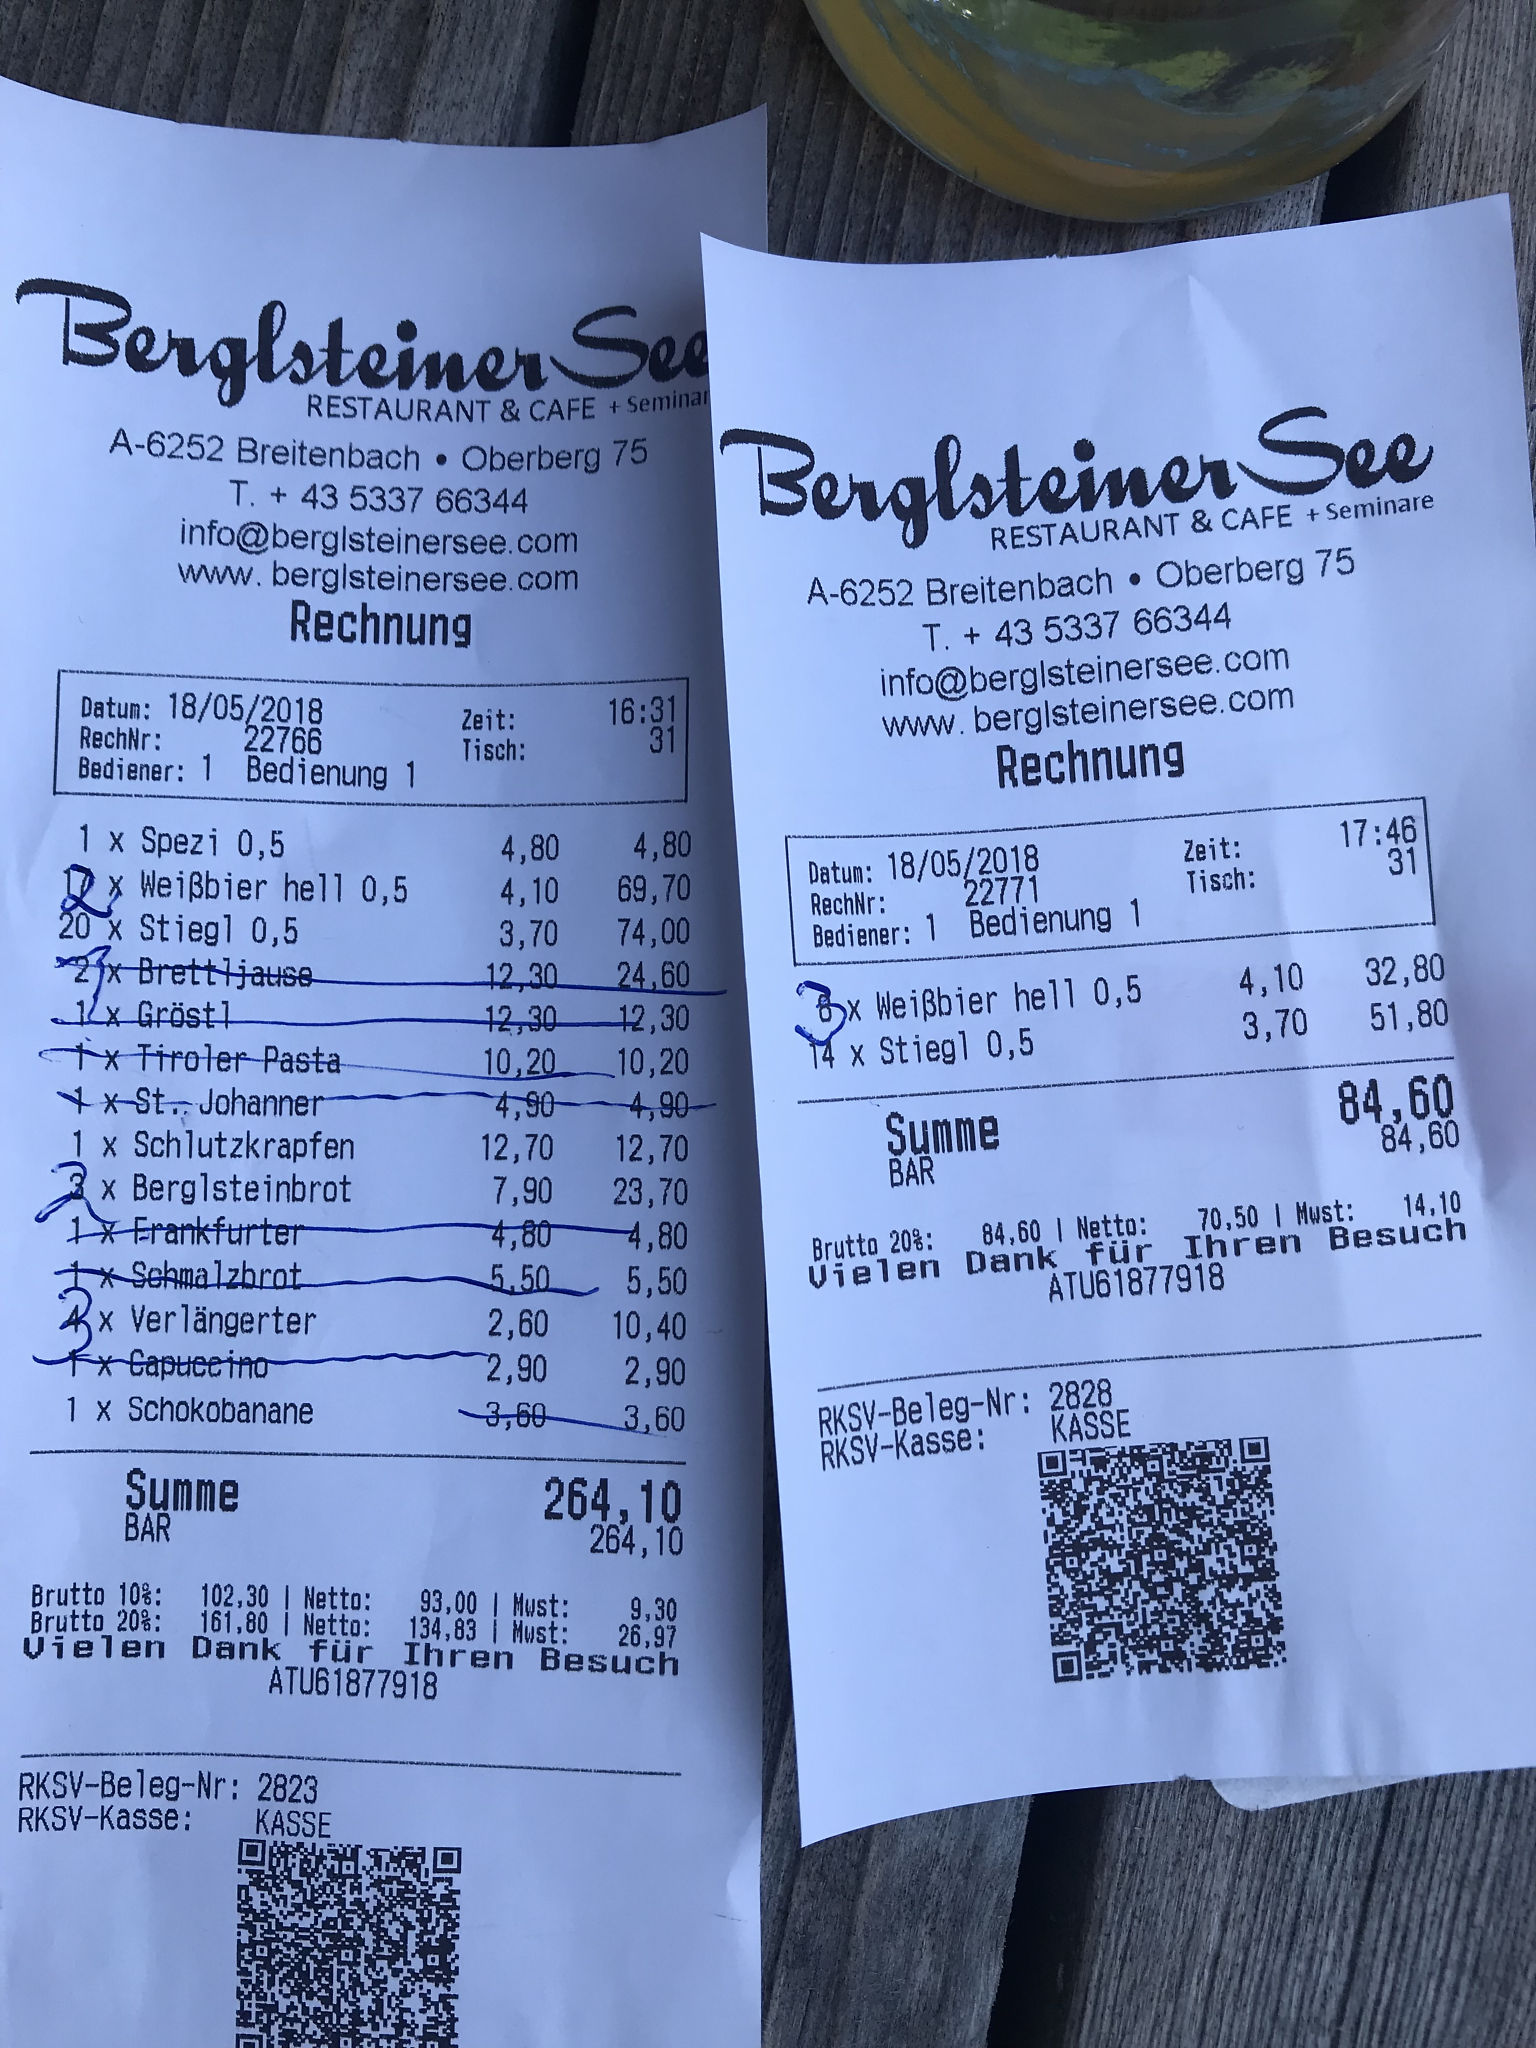 Berglsteiner See
RESTAURANT & CAFE + Seminar
A-6252 Breitenbach • Oberberg 75
T. + 43 5337 66344
info@berglsteinersee.com
www. berglsteinersee.com
Rechnung
Datum: 18/05/2018 Zeit: 16:31
RechNr: 22766 Tisch: 31
Bediener: 1 Bedienung 1
1 x Spezi 0,5 4,80 4,80
2 x Weißbier hell 0,5 4,10 69,70
20 x Stiegl 0,5 3,70 74,00
2 x Brettljause 12,30 24,60
1 x Gröstl 12,30 12,30
1 x Tiroler Pasta 10,20 10,20
1 x St.. Johanner 4,90 4,90
1 x Schlutzkrapfen 12,70 12,70
3 x Berglsteinbrot 7,90 23,70
1 x Frankfurter 4,80 4,80
1 x Schmalzbrot 5,50 5,50
4 x Verlängerter 2,60 10,40
1 x Capuccino 2,90 2,90
1 x Schokobanane 3,60 3,60
Summe 264,10
BAR 264,10
Brutto 10%: 102,30 | Netto: 93,00 | Mwst: 9,30
Brutto 20%: 161,80 | Netto: 134,83 | Mwst: 26,97
Vielen Dank für Ihren Besuch
ATU61877918
RKSV-Beleg-Nr: 2823
RKSV-Kasse: KASSE
Berglsteiner See
RESTAURANT & CAFE + Seminare
A-6252 Breitenbach • Oberberg 75
T. + 43 5337 66344
info@berglsteinersee.com
www. berglsteinersee.com
Rechnung
Datum: 18/05/2018 Zeit: 17:46
RechNr: 22771 Tisch: 31
Bediener: 1 Bedienung 1
8 3 x Weißbier hell 0,5 4,10 32,80
14 x Stiegl 0,5 3,70 51,80
Summe 84,60
BAR 84,60
Brutto 20%: 84,60 | Netto: 70,50 | Mwst: 14,10
Vielen Dank für Ihren Besuch
ATU61877918
RKSV-Beleg-Nr: 2828
RKSV-Kasse: KASSE